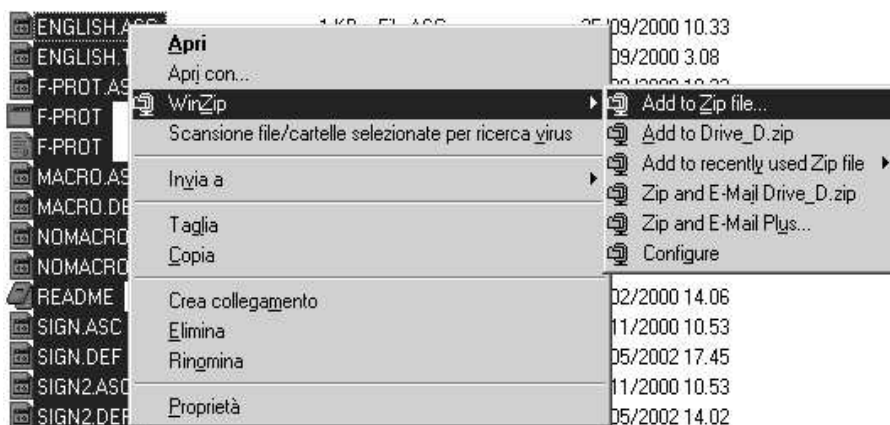 ENGLISH.ASC 1 KB File ASC 25/09/2000 10.33
ENGLISH.T 09/2000 3.08
F-PROT.AS
F-PROT
F-PROT
MACRO.AS
MACRO.DE
NOMACRO
NOMACRO
README 02/2000 14.06
SIGN.ASC 11/2000 10.53
SIGN.DEF 05/2002 17.45
SIGN2.ASC 11/2000 10.53
SIGN2.DEF 05/2002 14.02
Apri
Apri con...
WinZip
Scansione file/cartelle selezionate per ricerca virus
Invia a
Taglia
Copia
Crea collegamento
Elimina
Rinomina
Proprietà
Add to Zip file...
Add to Drive_D.zip
Add to recently used Zip file
Zip and E-Mail Drive_D.zip
Zip and E-Mail Plus...
Configure